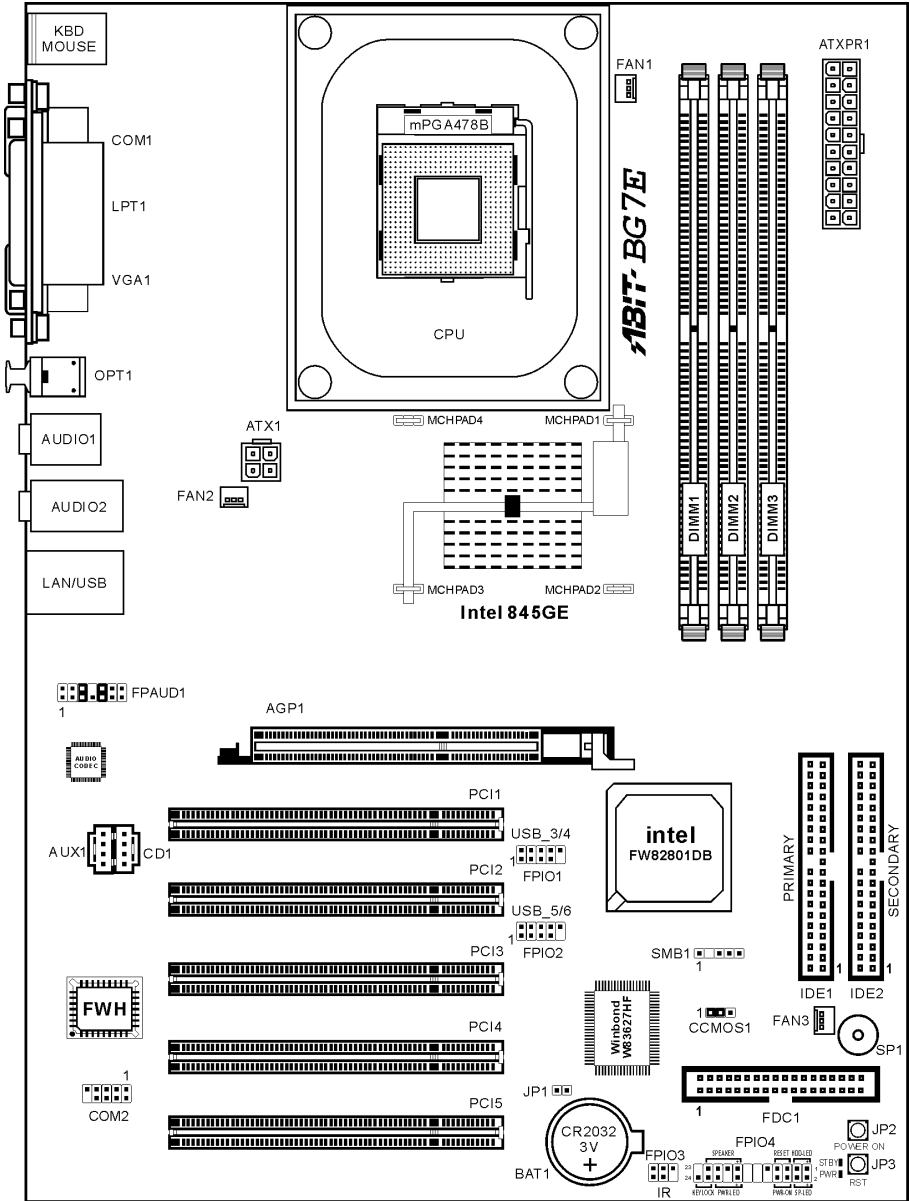 KBD
MOUSE
ATXPR1
FAN1
mPGA478B
COM1
LPT1
VGA1
ABIT-BG7E
CPU
OPT1
MCHPAD4
MCHPAD1
ATX1
AUDIO1
FAN2
AUDIO2
DIMM1
DIMM2
DIMM3
LAN/USB
MCHPAD3
MCHPAD2
Intel 845GE
FPAUD1
1
AGP1
AUDIO
CODEC
PCI1
USB_3/4
1
FPIO1
intel
FW82801DB
PRIMARY
SECONDARY
AUX1
CD1
PCI2
USB_5/6
1
FPIO2
PCI3
SMB1
1
1
1
IDE1
IDE2
FWH
Winbond
W83627HF
1
CCMOS1
FAN3
SP1
PCI4
1
COM2
JP1
1
FDC1
PCI5
CR2032
3V
+
BAT1
FPIO3
IR
FPIO4
SPEAKER
RESET
HDD-LED
23
1
24
2
KEYLOCK
PWR-LED
PWR-ON
SP-LED
JP2
POWER ON
STBY
PWR
JP3
RST